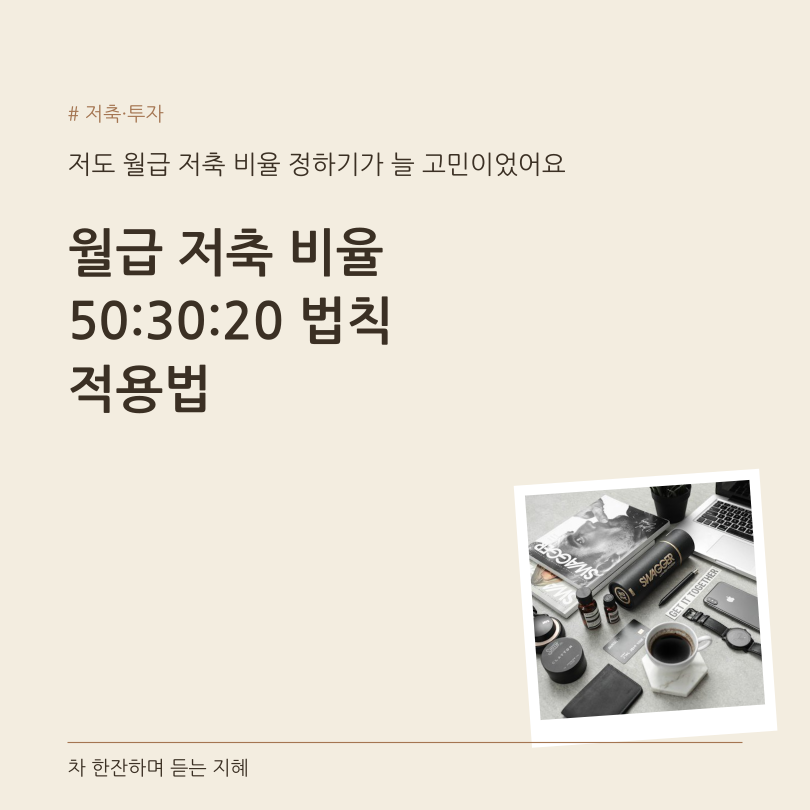 # 저축·투자
저도 월급 저축 비율 정하기가 늘 고민이었어요
월급 저축 비율
50:30:20 법칙
적용법
SWAGGER
SWAGGER
GET IT TOGETHER
차 한잔하며 듣는 지혜